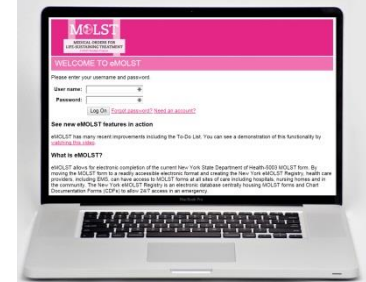 MOLST
MEDICAL ORDERS FOR
LIFE-SUSTAINING TREATMENT
WELCOME TO eMOLST
Please enter your username and password.
User name:
Password:
Log On Forgot password? Need an account?
See new eMOLST features in action
eMOLST has many recent improvements including the To-Do List. You can see a demonstration of this functionality by
watching this video.
What is eMOLST?
eMOLST allows for electronic completion of the current New York State Department of Health-5003 MOLST form. By
moving the MOLST form to a readily accessible electronic format and creating the New York eMOLST Registry, health care
providers, including EMS, can have access to MOLST forms at all sites of care including hospitals, nursing homes and in
the community. The New York eMOLST Registry is an electronic database centrally housing MOLST forms and Chart
Documentation Forms (CDFs) to allow 24/7 access in an emergency.
MacBook Pro